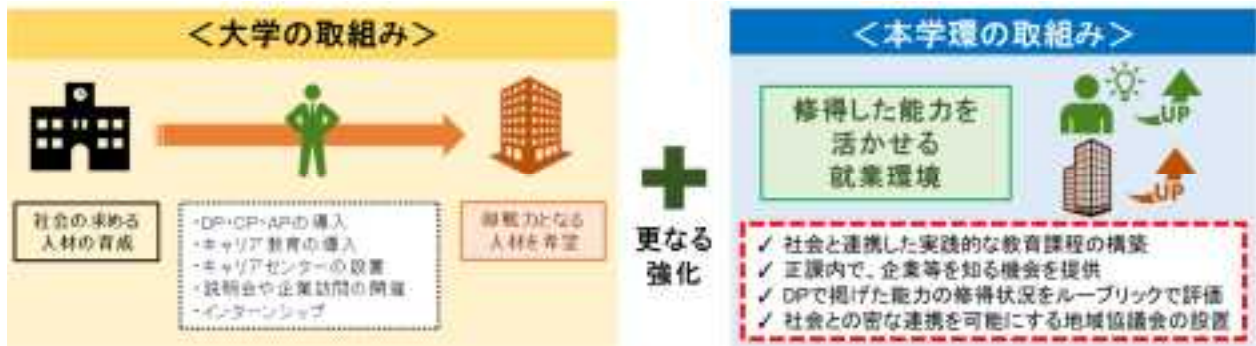 ＜大学の取組み＞
社会の求める
人材の育成
・DP・CP・APの導入
・キャリア教育の導入
・キャリアセンターの設置
・説明会や企業訪問の開催
・インターンシップ
即戦力となる
人材を希望
更なる
強化
＜本学環の取組み＞
修得した能力を
活かせる
就業環境
UP
UP
✓ 社会と連携した実践的な教育課程の構築
✓ 正課内で、企業等を知る機会を提供
✓ DPで掲げた能力の修得状況をルーブリックで評価
✓ 社会との密な連携を可能にする地域協議会の設置